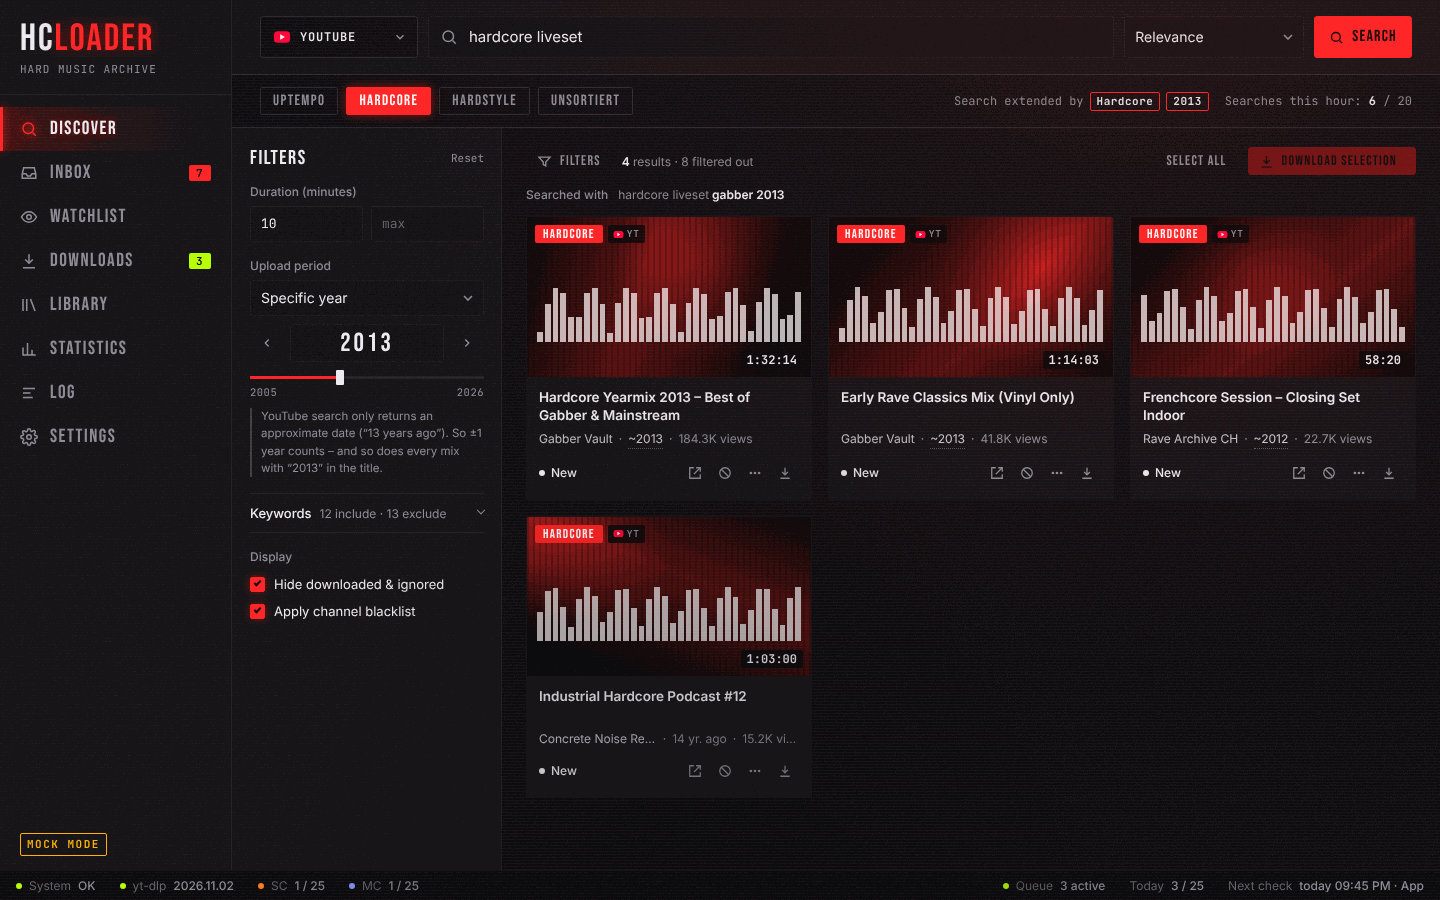 HCLOADER
HARD MUSIC ARCHIVE
DISCOVER
INBOX 7
WATCHLIST
DOWNLOADS 3
LIBRARY
STATISTICS
LOG
SETTINGS
MOCK MODE
YOUTUBE
hardcore liveset
Relevance
SEARCH
UPTEMPO HARDCORE HARDSTYLE UNSORTIERT
Search extended by Hardcore 2013 Searches this hour: 6 / 20
FILTERS Reset
Duration (minutes)
10 max
Upload period
Specific year
2013
2005 2026
YouTube search only returns an
approximate date (“13 years ago”). So ±1
year counts – and so does every mix
with “2013” in the title.
Keywords 12 include · 13 exclude
Display
Hide downloaded & ignored
Apply channel blacklist
FILTERS 4 results · 8 filtered out SELECT ALL DOWNLOAD SELECTION
Searched with hardcore liveset gabber 2013
HARDCORE YT
1:32:14
Hardcore Yearmix 2013 – Best of
Gabber & Mainstream
Gabber Vault · ~2013 · 184.3K views
New
HARDCORE YT
1:14:03
Early Rave Classics Mix (Vinyl Only)
Gabber Vault · ~2013 · 41.8K views
New
HARDCORE YT
58:20
Frenchcore Session – Closing Set
Indoor
Rave Archive CH · ~2012 · 22.7K views
New
HARDCORE YT
1:03:00
Industrial Hardcore Podcast #12
Concrete Noise Re... · 14 yr. ago · 15.2K vi...
New
System OK yt-dlp 2026.11.02 SC 1 / 25 MC 1 / 25
Queue 3 active Today 3 / 25 Next check today 09:45 PM · App